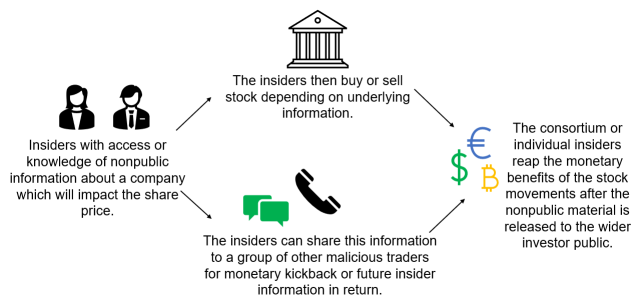 Insiders with access or
knowledge of nonpublic
information about a company
which will impact the share
price.
The insiders then buy or sell
stock depending on underlying
information.
The insiders can share this information
to a group of other malicious traders
for monetary kickback or future insider
information in return.
€
$
₿
The consortium or
individual insiders
reap the monetary
benefits of the stock
movements after the
nonpublic material is
released to the wider
investor public.